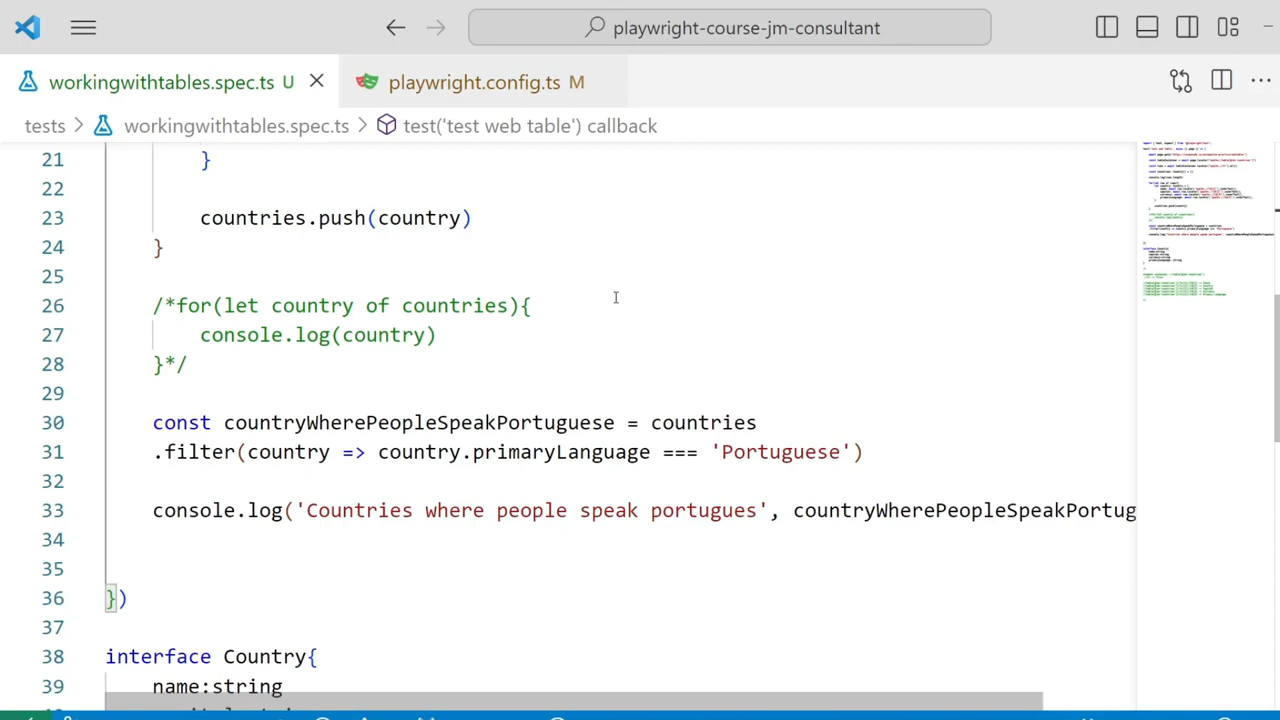 playwright-course-jm-consultant
workingwithtables.spec.ts U
playwright.config.ts M
tests > workingwithtables.spec.ts > test('test web table') callback
21 }
22
23 countries.push(country)
24 }
25
26 /*for(let country of countries){
27 console.log(country)
28 }*/
29
30 const countryWherePeopleSpeakPortuguese = countries
31 .filter(country => country.primaryLanguage === 'Portuguese')
32
33 console.log('Countries where people speak portugues', countryWherePeopleSpeakPortug
34
35
36 })
37
38 interface Country{
39 name:string